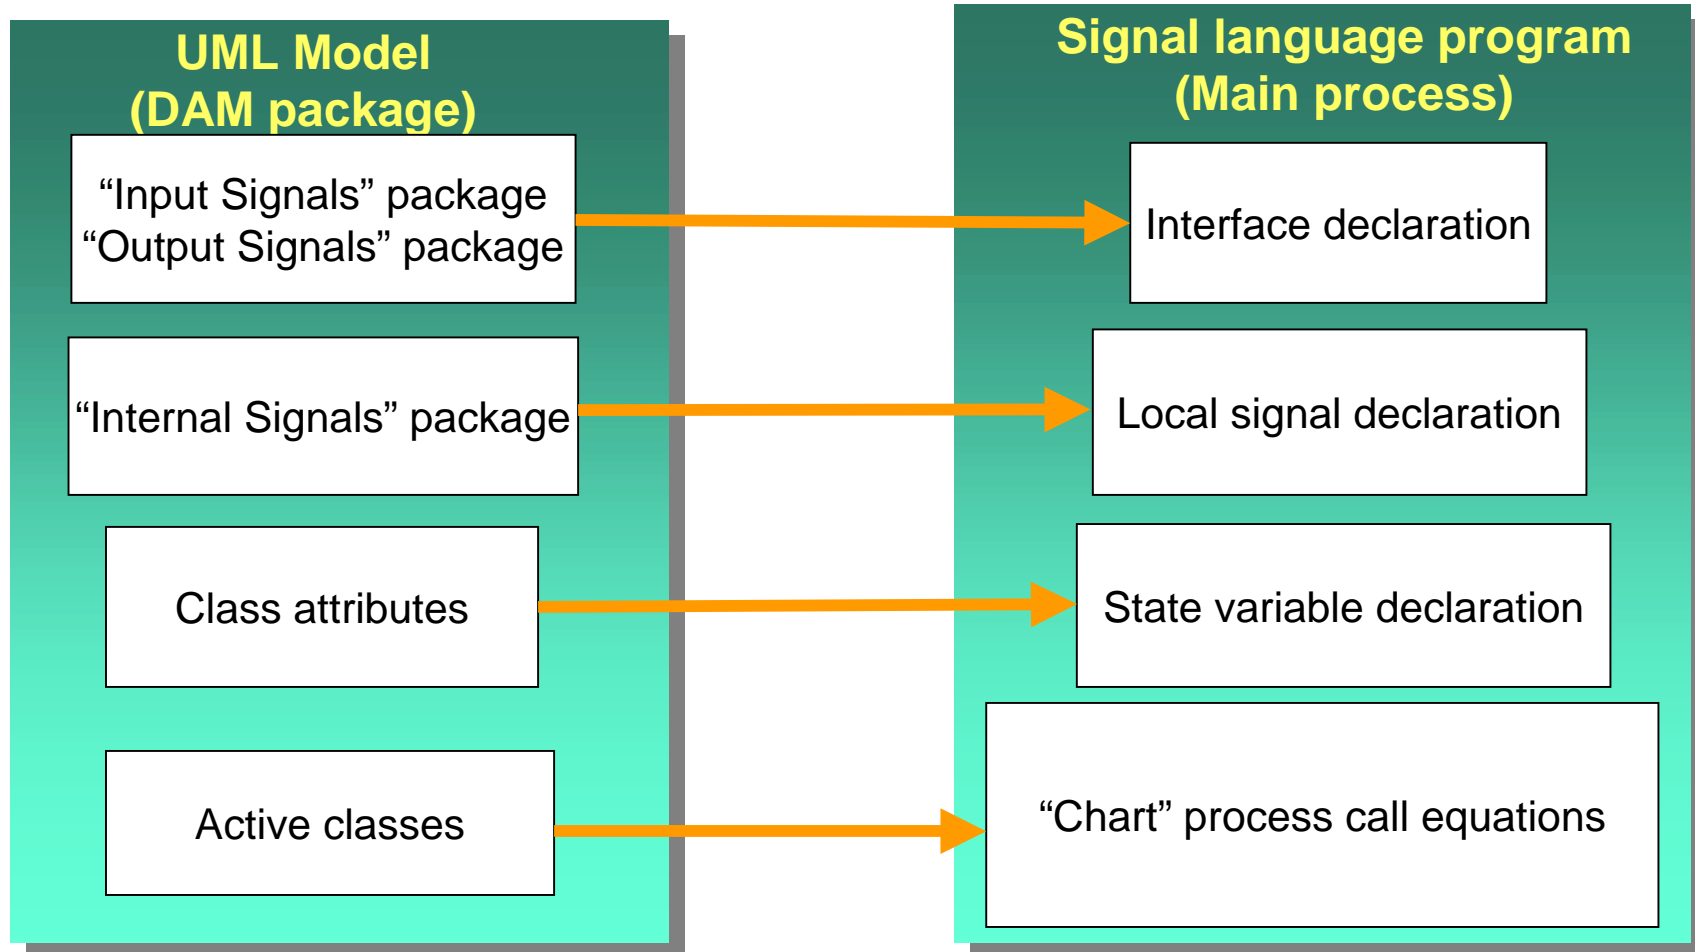 UML Model
(DAM package)
“Input Signals” package
“Output Signals” package
“Internal Signals” package
Class attributes
Active classes
Signal language program
(Main process)
Interface declaration
Local signal declaration
State variable declaration
“Chart” process call equations